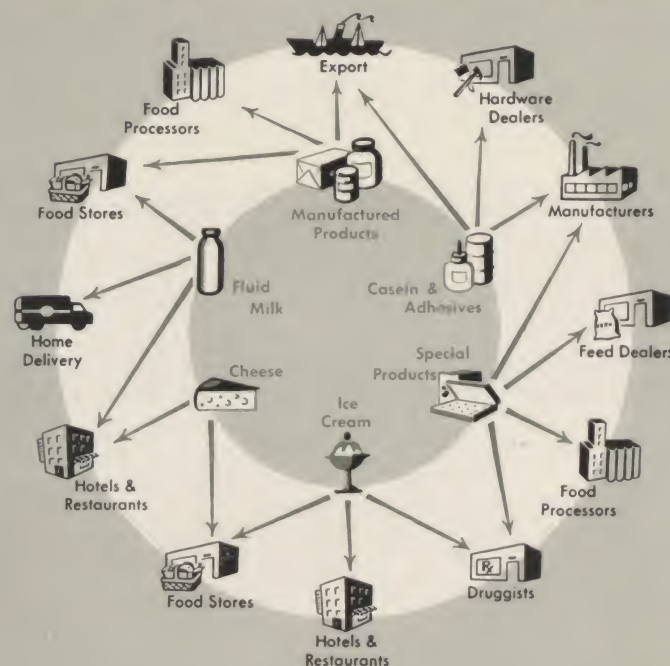 Export
Food
Processors
Hardware
Dealers
Food Stores
Manufactured
Products
Manufacturers
Fluid
Milk
Casein &
Adhesives
Home
Delivery
Feed Dealers
Cheese
Special
Products
Ice
Cream
Hotels &
Restaurants
Food
Processors
Food Stores
Rx
Druggists
Hotels &
Restaurants